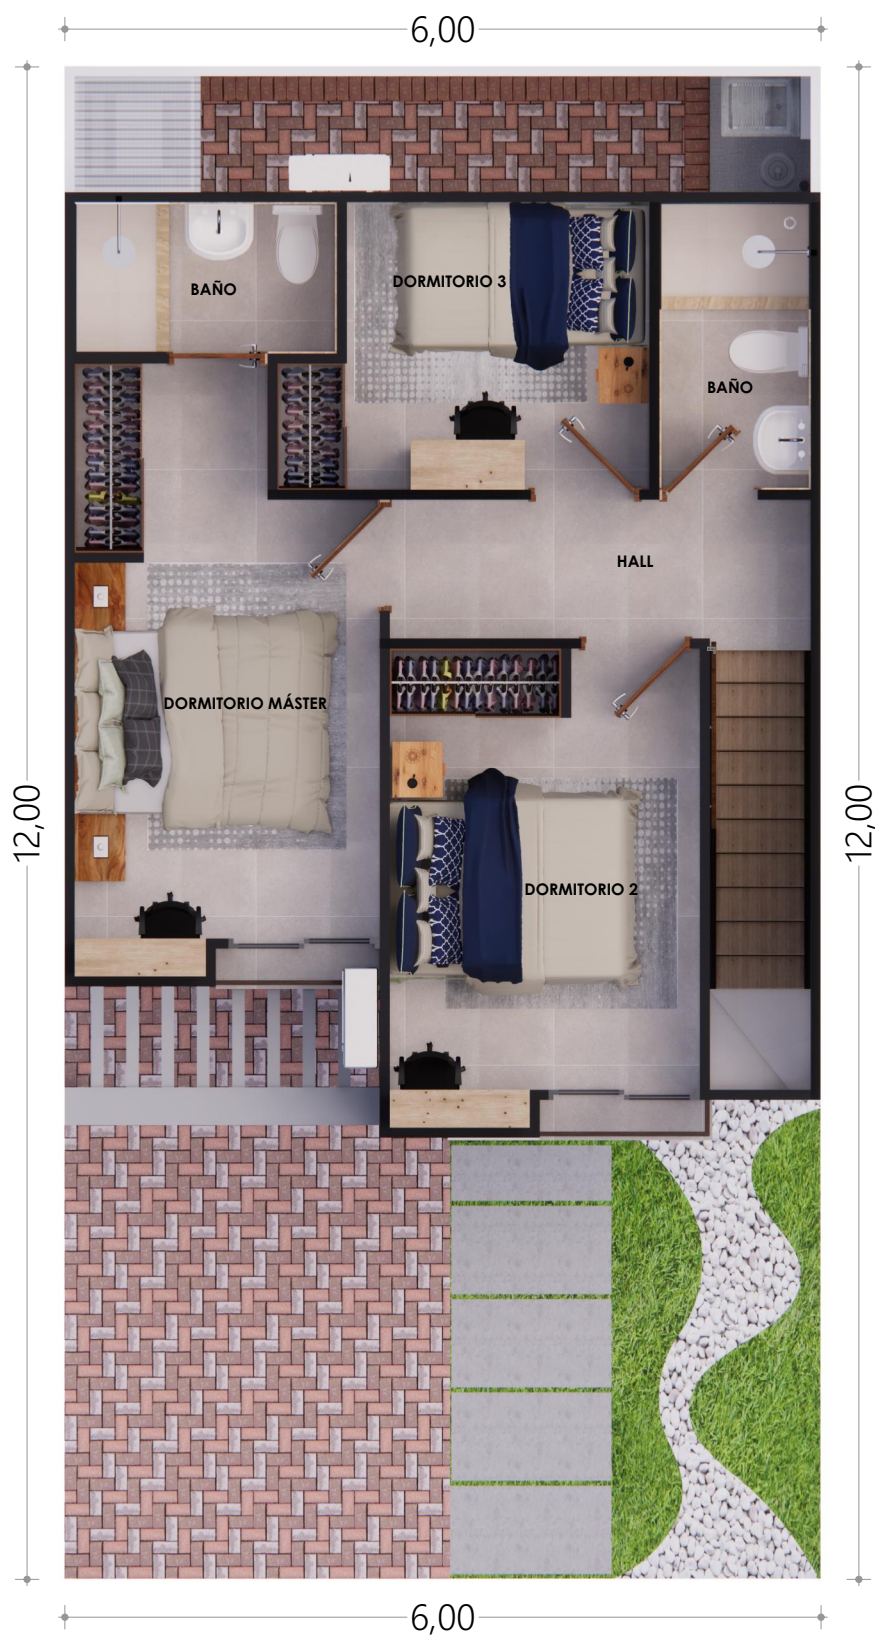 6,00
DORMITORIO 3
BAÑO
BAÑO
HALL
DORMITORIO MÁSTER
12,00
12,00
DORMITORIO 2
6,00